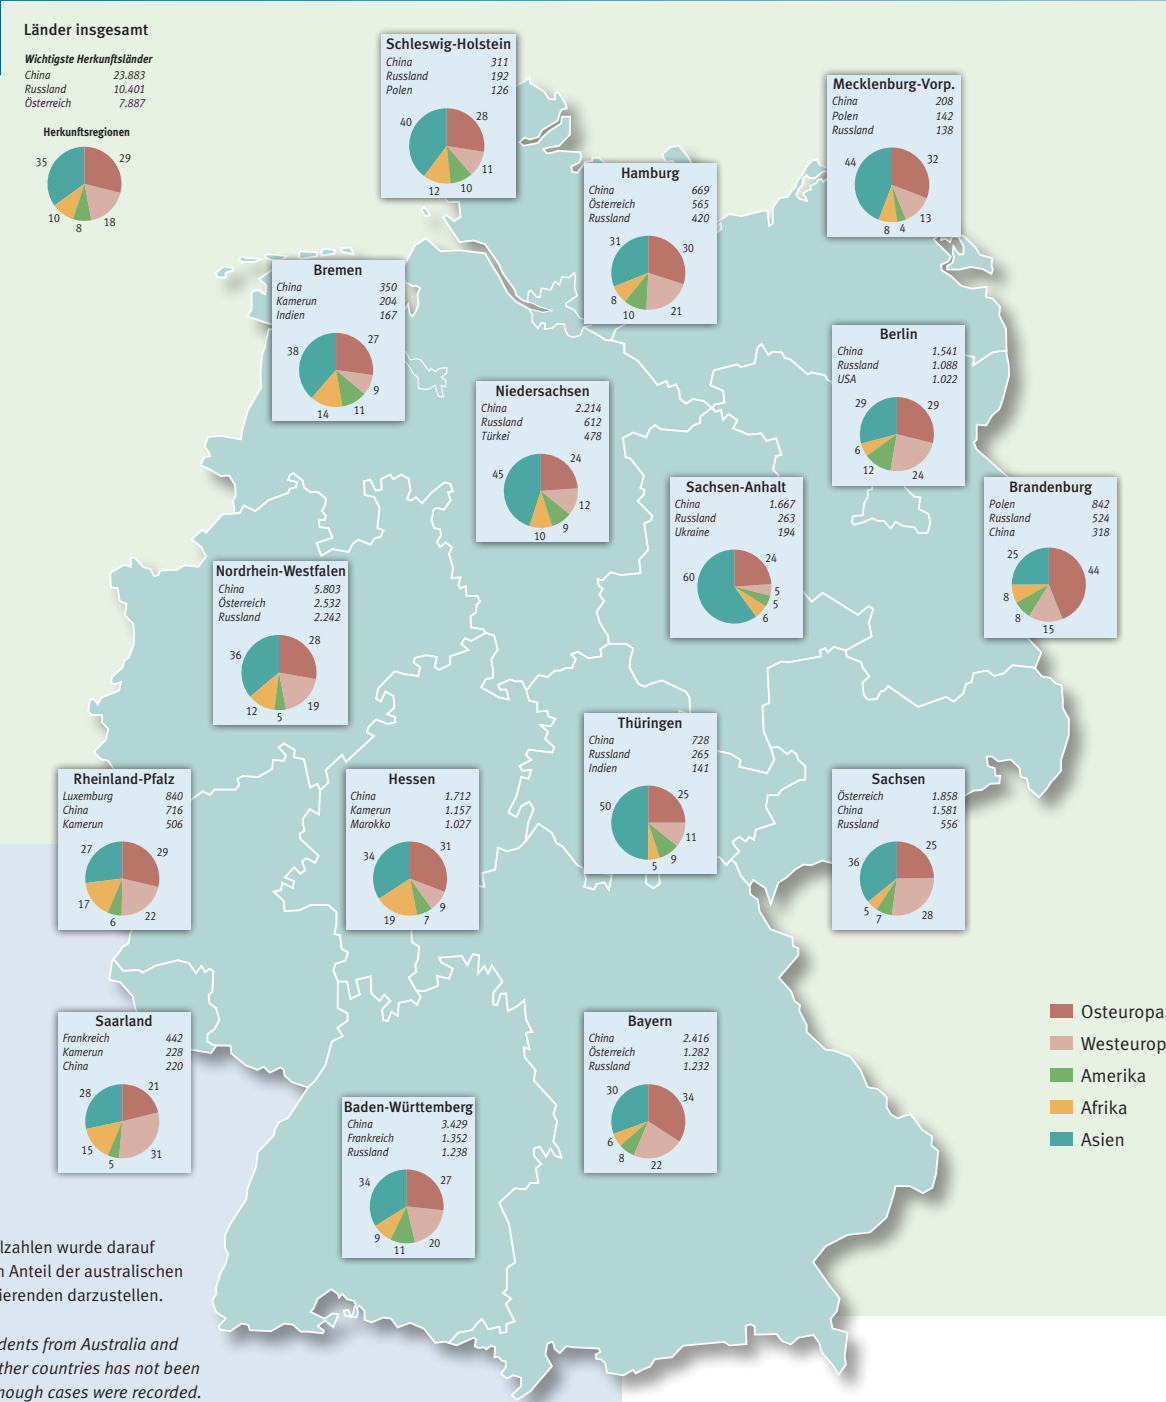 Länder insgesamt
Wichtigste Herkunftsländer
China 23.883
Russland 10.401
Österreich 7.887
Herkunftsregionen
35 29
10 18
8
Schleswig-Holstein
China 311
Russland 192
Polen 126
40 28
11
12 10
Mecklenburg-Vorp.
China 208
Polen 142
Russland 138
44 32
13
8 4
Hamburg
China 669
Österreich 565
Russland 420
31 30
8
10 21
Bremen
China 350
Kamerun 204
Indien 167
38 27
9
14 11
Berlin
China 1.541
Russland 1.088
USA 1.022
29 29
6
12 24
Niedersachsen
China 2.214
Russland 612
Türkei 478
45 24
12
10 9
Sachsen-Anhalt
China 1.667
Russland 263
Ukraine 194
60 24
5
5
6
Brandenburg
Polen 842
Russland 524
China 318
25 44
8
8 15
Nordrhein-Westfalen
China 5.803
Österreich 2.532
Russland 2.242
36 28
12 5 19
Thüringen
China 728
Russland 265
Indien 141
50 25
11
5 9
Rheinland-Pfalz
Luxemburg 840
China 716
Kamerun 506
27 29
17
6 22
Hessen
China 1.712
Kamerun 1.157
Marokko 1.027
34 31
9
19 7
Sachsen
Österreich 1.858
China 1.581
Russland 556
36 25
5 7 28
Saarland
Frankreich 442
Kamerun 228
China 220
28 21
15 31
5
Bayern
China 2.416
Österreich 1.282
Russland 1.232
30 34
6
8 22
Baden-Württemberg
China 3.429
Frankreich 1.352
Russland 1.238
34 27
9 11 20
Osteuropa
Westeurop
Amerika
Afrika
Asien
lzahlen wurde darauf
n Anteil der australischen
ierenden darzustellen.
dents from Australia and
ther countries has not been
nough cases were recorded.